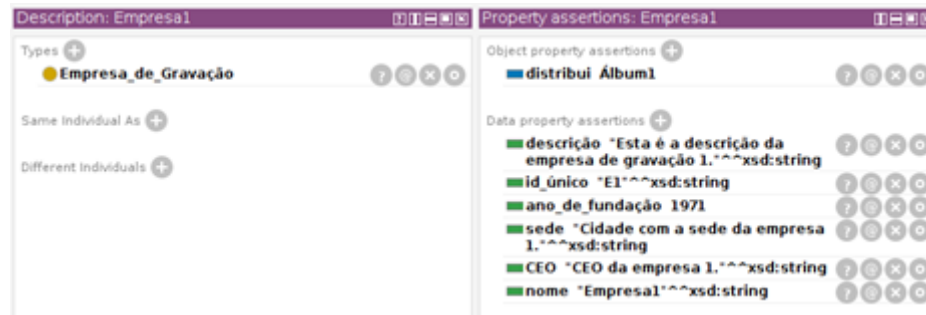 Description: Empresa1
Types
Empresa_de_Gravação
Same Individual As
Different Individuals
Property assertions: Empresa1
Object property assertions
distribui Álbum1
Data property assertions
descrição "Esta é a descrição da
empresa de gravação 1."^^xsd:string
id_único "E1"^^xsd:string
ano_de_fundação 1971
sede "Cidade com a sede da empresa
1."^^xsd:string
CEO "CEO da empresa 1."^^xsd:string
nome "Empresa1"^^xsd:string